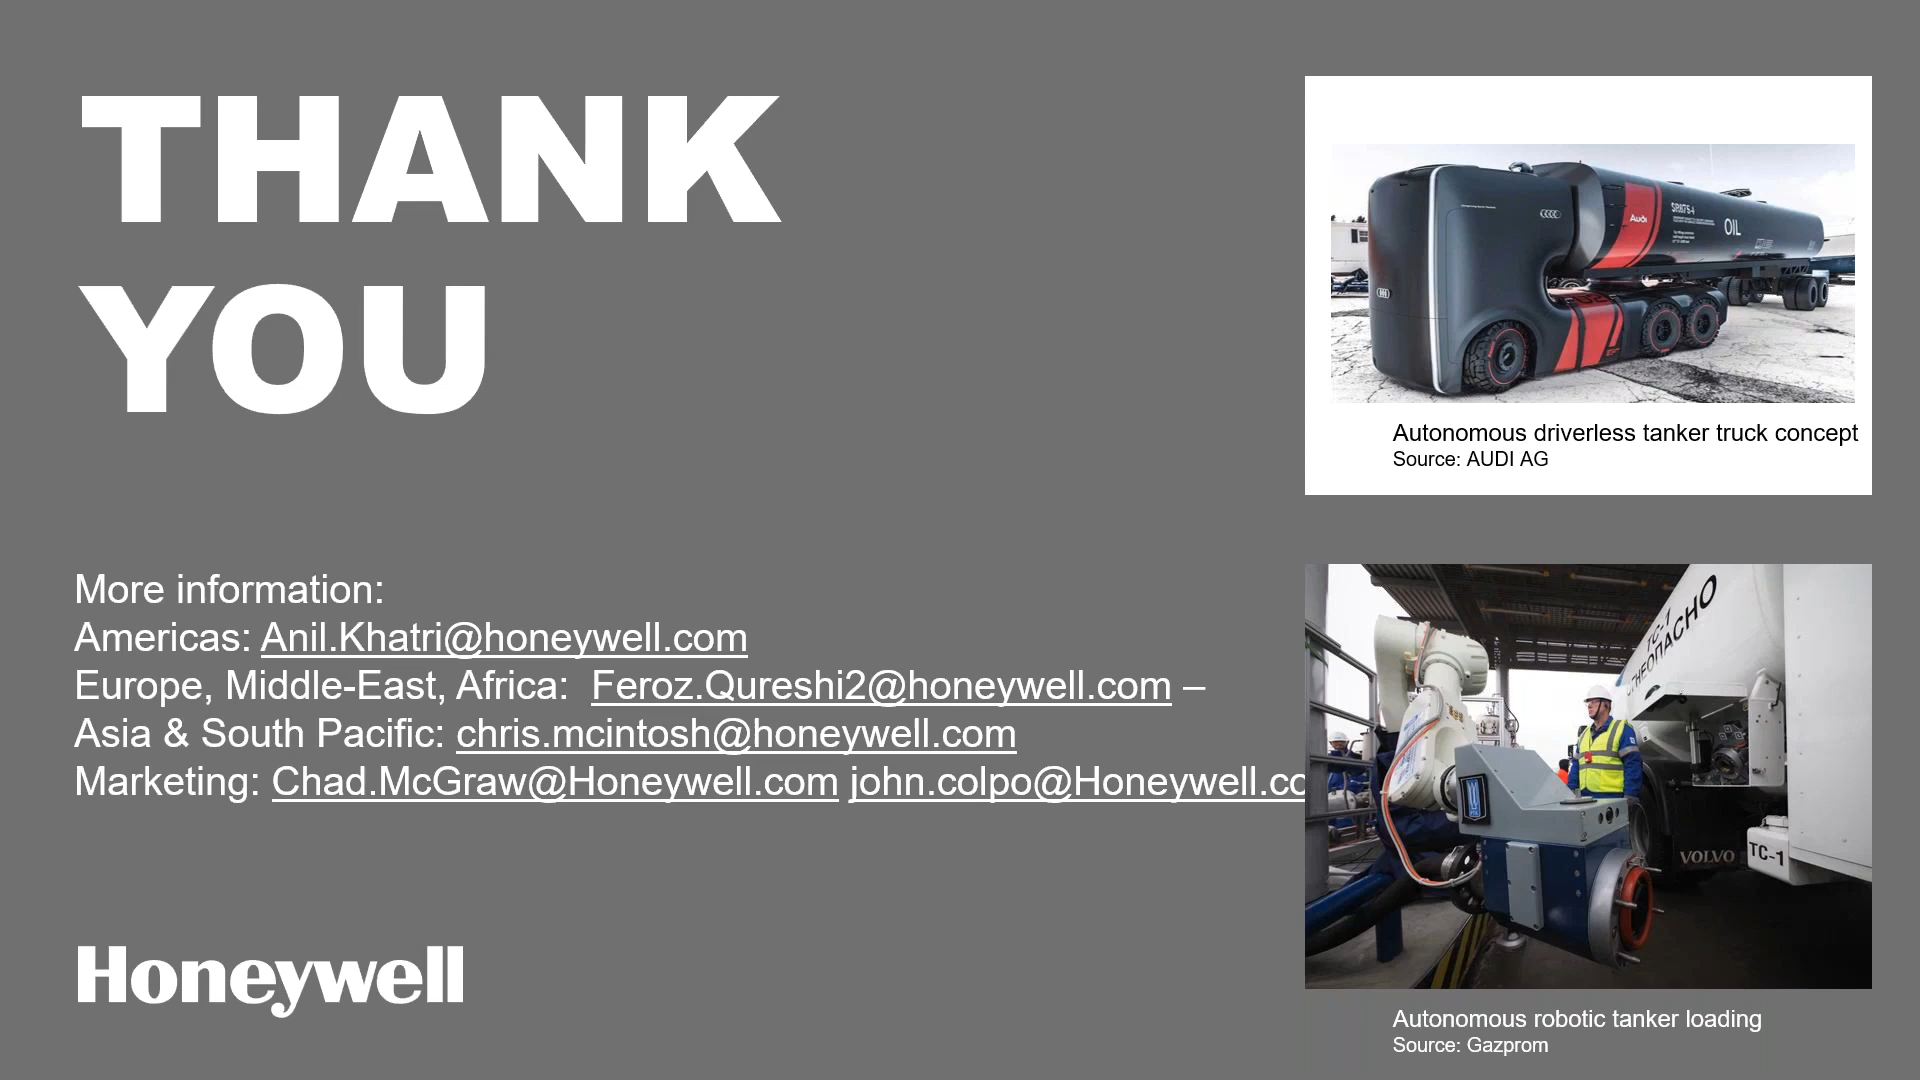 THANK
YOU
More information:
Americas: Anil.Khatri@honeywell.com
Europe, Middle-East, Africa:  Feroz.Qureshi2@honeywell.com –
Asia & South Pacific: chris.mcintosh@honeywell.com
Marketing: Chad.McGraw@Honeywell.com john.colpo@Honeywell.co
Honeywell
Audi
OIL
Autonomous driverless tanker truck concept
Source: AUDI AG
TC-1
VOLVO
TC-1
Autonomous robotic tanker loading
Source: Gazprom